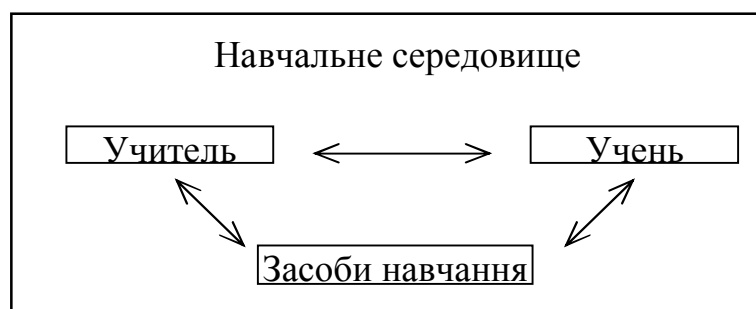 Навчальне середовище
Учитель
Учень
Засоби навчання